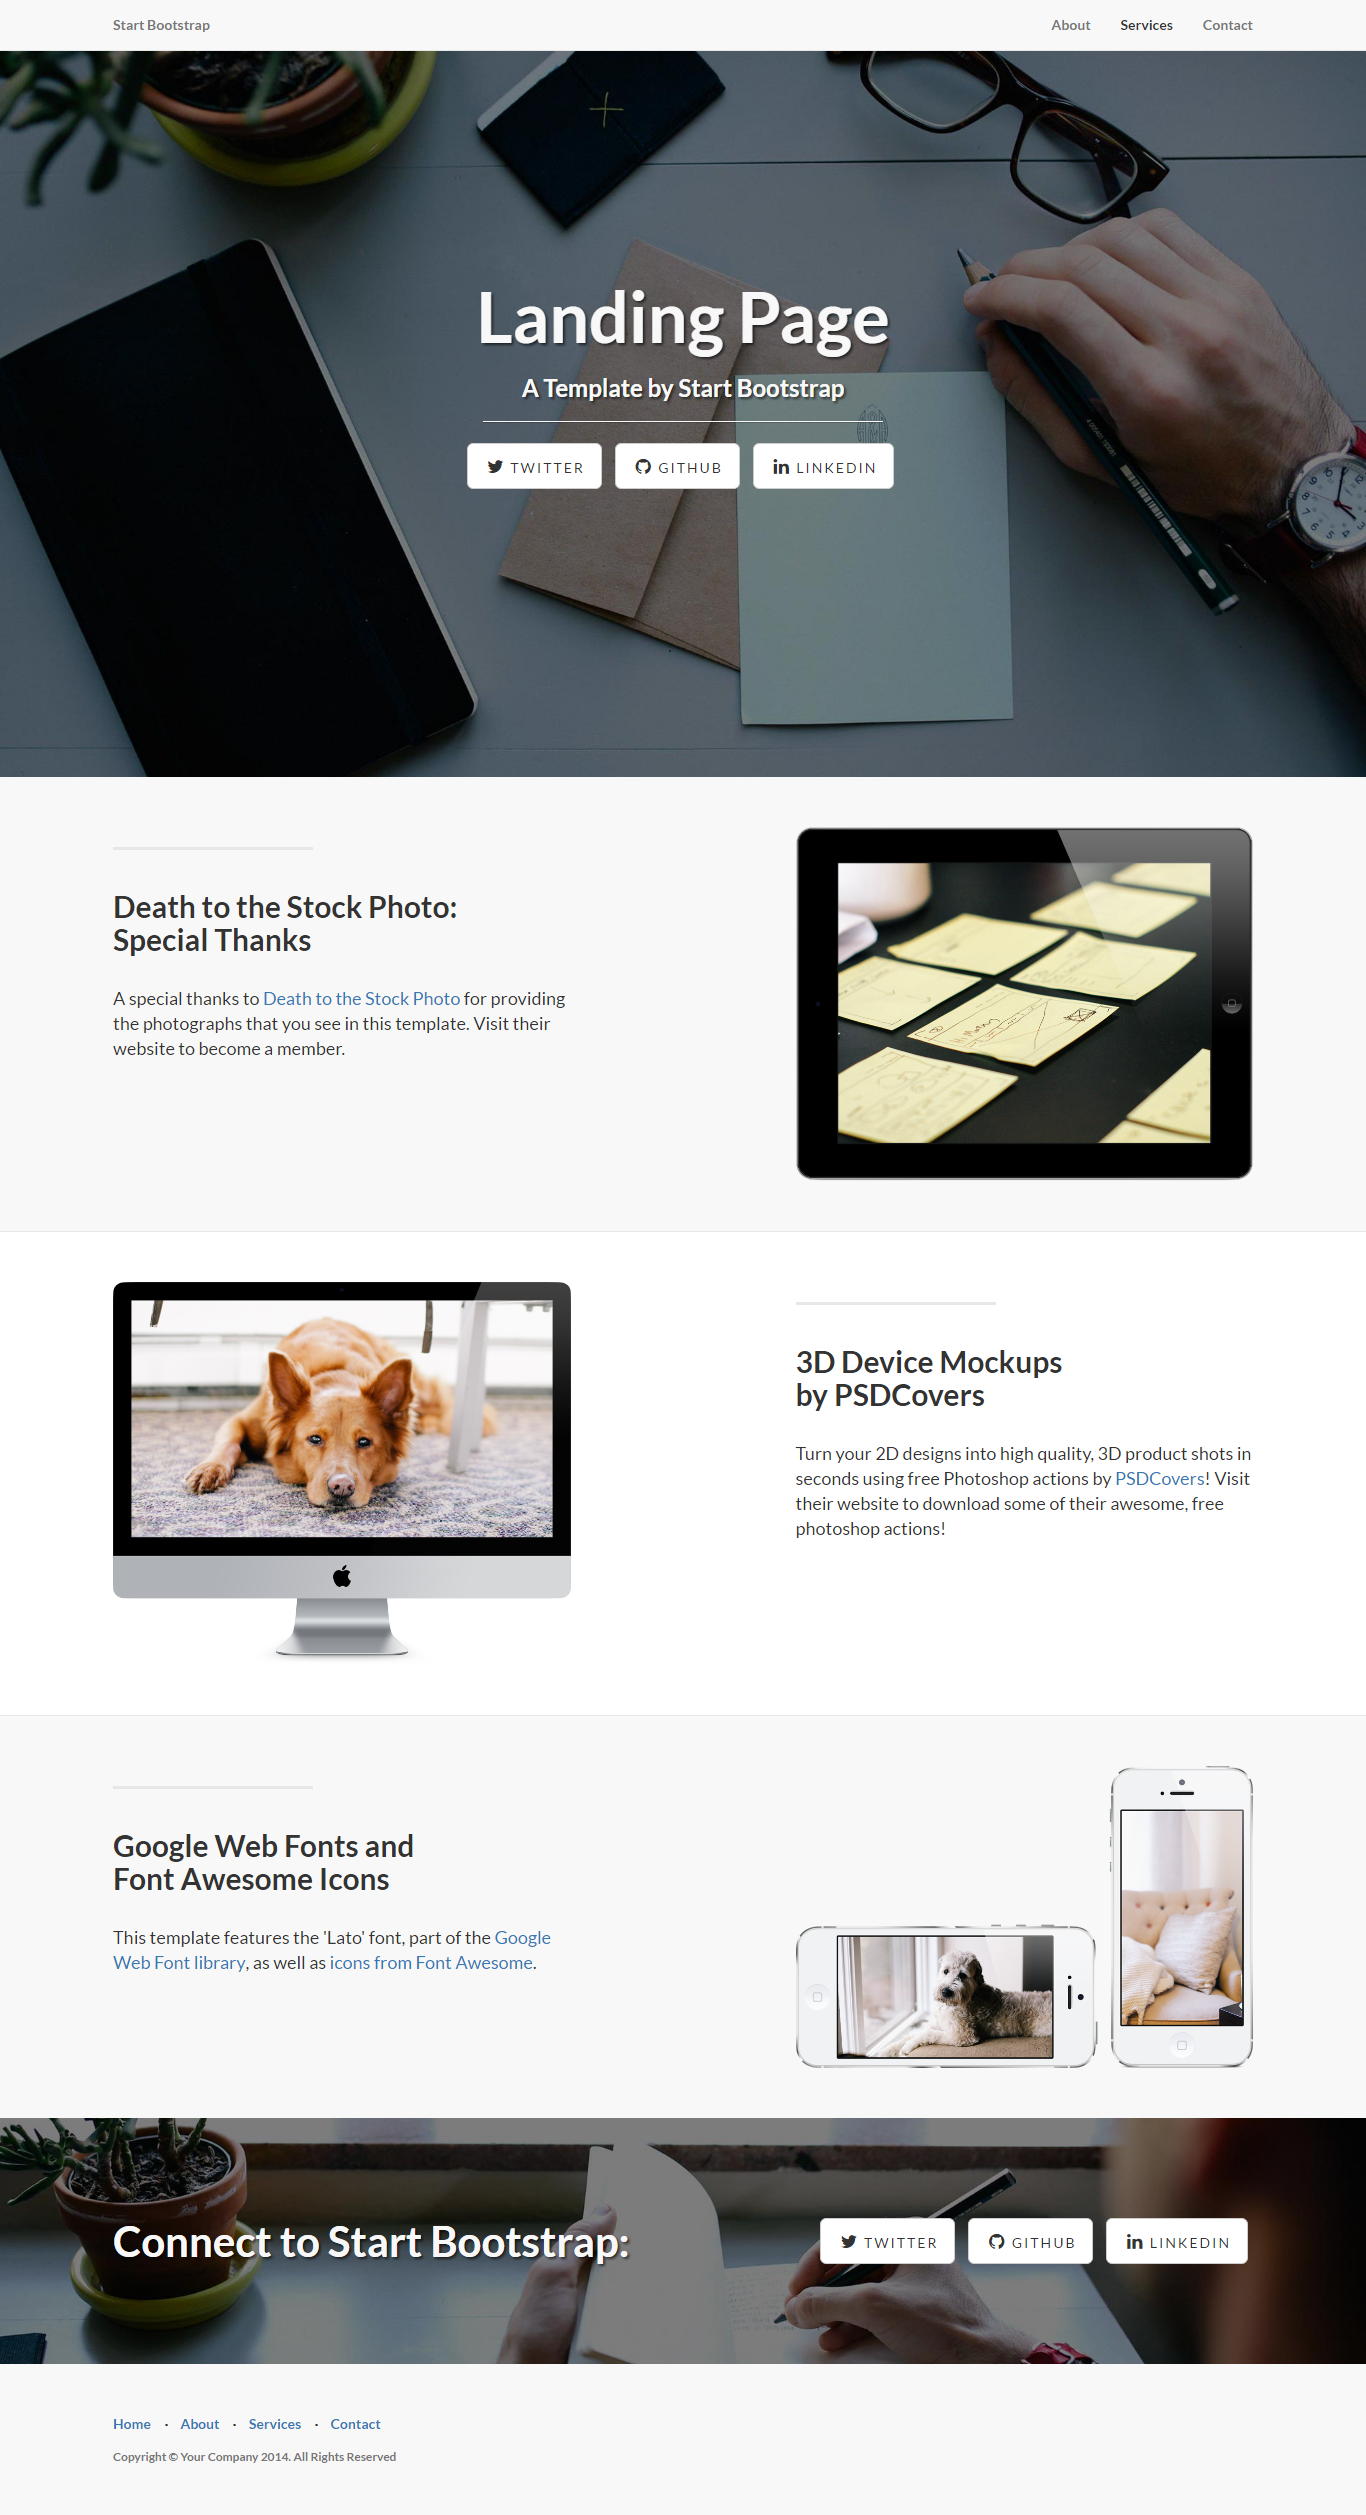 Start Bootstrap
About Services Contact
Landing Page
A Template by Start Bootstrap
TWITTER GITHUB LINKEDIN
Death to the Stock Photo:
Special Thanks
A special thanks to Death to the Stock Photo for providing
the photographs that you see in this template. Visit their
website to become a member.
3D Device Mockups
by PSDCovers
Turn your 2D designs into high quality, 3D product shots in
seconds using free Photoshop actions by PSDCovers! Visit
their website to download some of their awesome, free
photoshop actions!
Google Web Fonts and
Font Awesome Icons
This template features the 'Lato' font, part of the Google
Web Font library, as well as icons from Font Awesome.
Connect to Start Bootstrap:
TWITTER GITHUB LINKEDIN
Home · About · Services · Contact
Copyright © Your Company 2014. All Rights Reserved